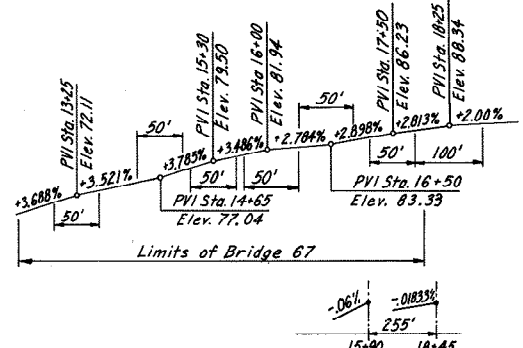 PVI Sta. 13+25
Elev. 72.11
PVI Sta. 15+30
Elev. 79.50
PVI Sta 16+00
Elev. 81.94
PVI Sta. 17+50
Elev. 86.23
PVI Sta. 18+25
Elev. 88.34
50'
50'
+3.688%
+3.521%
+3.785%
+3.486%
+2.784%
+2.898%
+2.813%
+2.00%
50'
50'
50'
50'
100'
PVI Sta. 14+65
Elev. 77.04
PVI Sta. 16+50
Elev. 83.33
Limits of Bridge 67
-.06%
-.01833%
255'
15+90
18+45